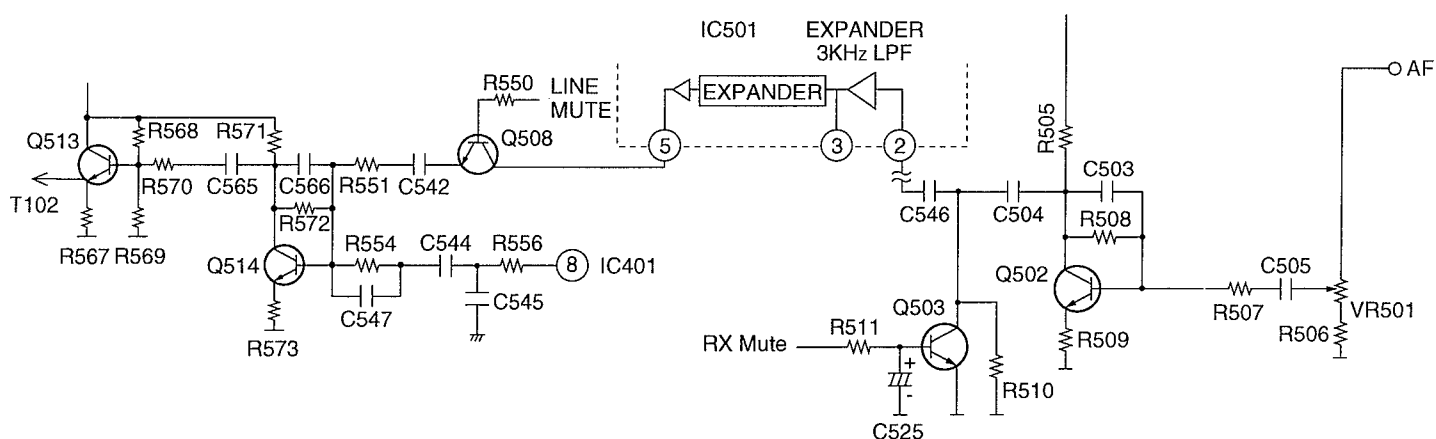 IC501
EXPANDER
3KHz LPF
AF
R550
LINE
MUTE
EXPANDER
R505
R568
R571
Q513
Q508
5
3
2
C503
R570
C565
C566
R551
C542
T102
C546
C504
R508
R572
R567
R569
R554
C544
R556
Q514
8
IC401
Q502
C505
C545
Q503
R507
VR501
C547
R506
R573
RX Mute
R511
R509
+
-
R510
C525